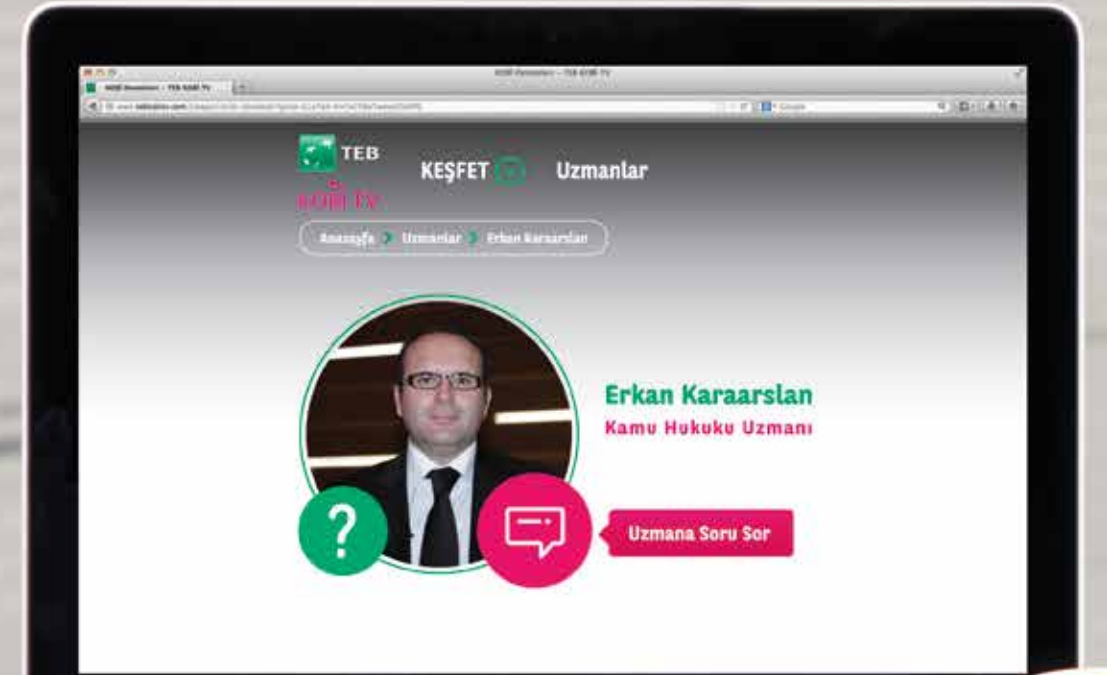 TEB
KEŞFET
Uzmanlar
KOBİ TV
Anasayfa > Uzmanlar > Erkan Karaarslan
Erkan Karaarslan
Kamu Hukuku Uzmanı
?
Uzmana Soru Sor